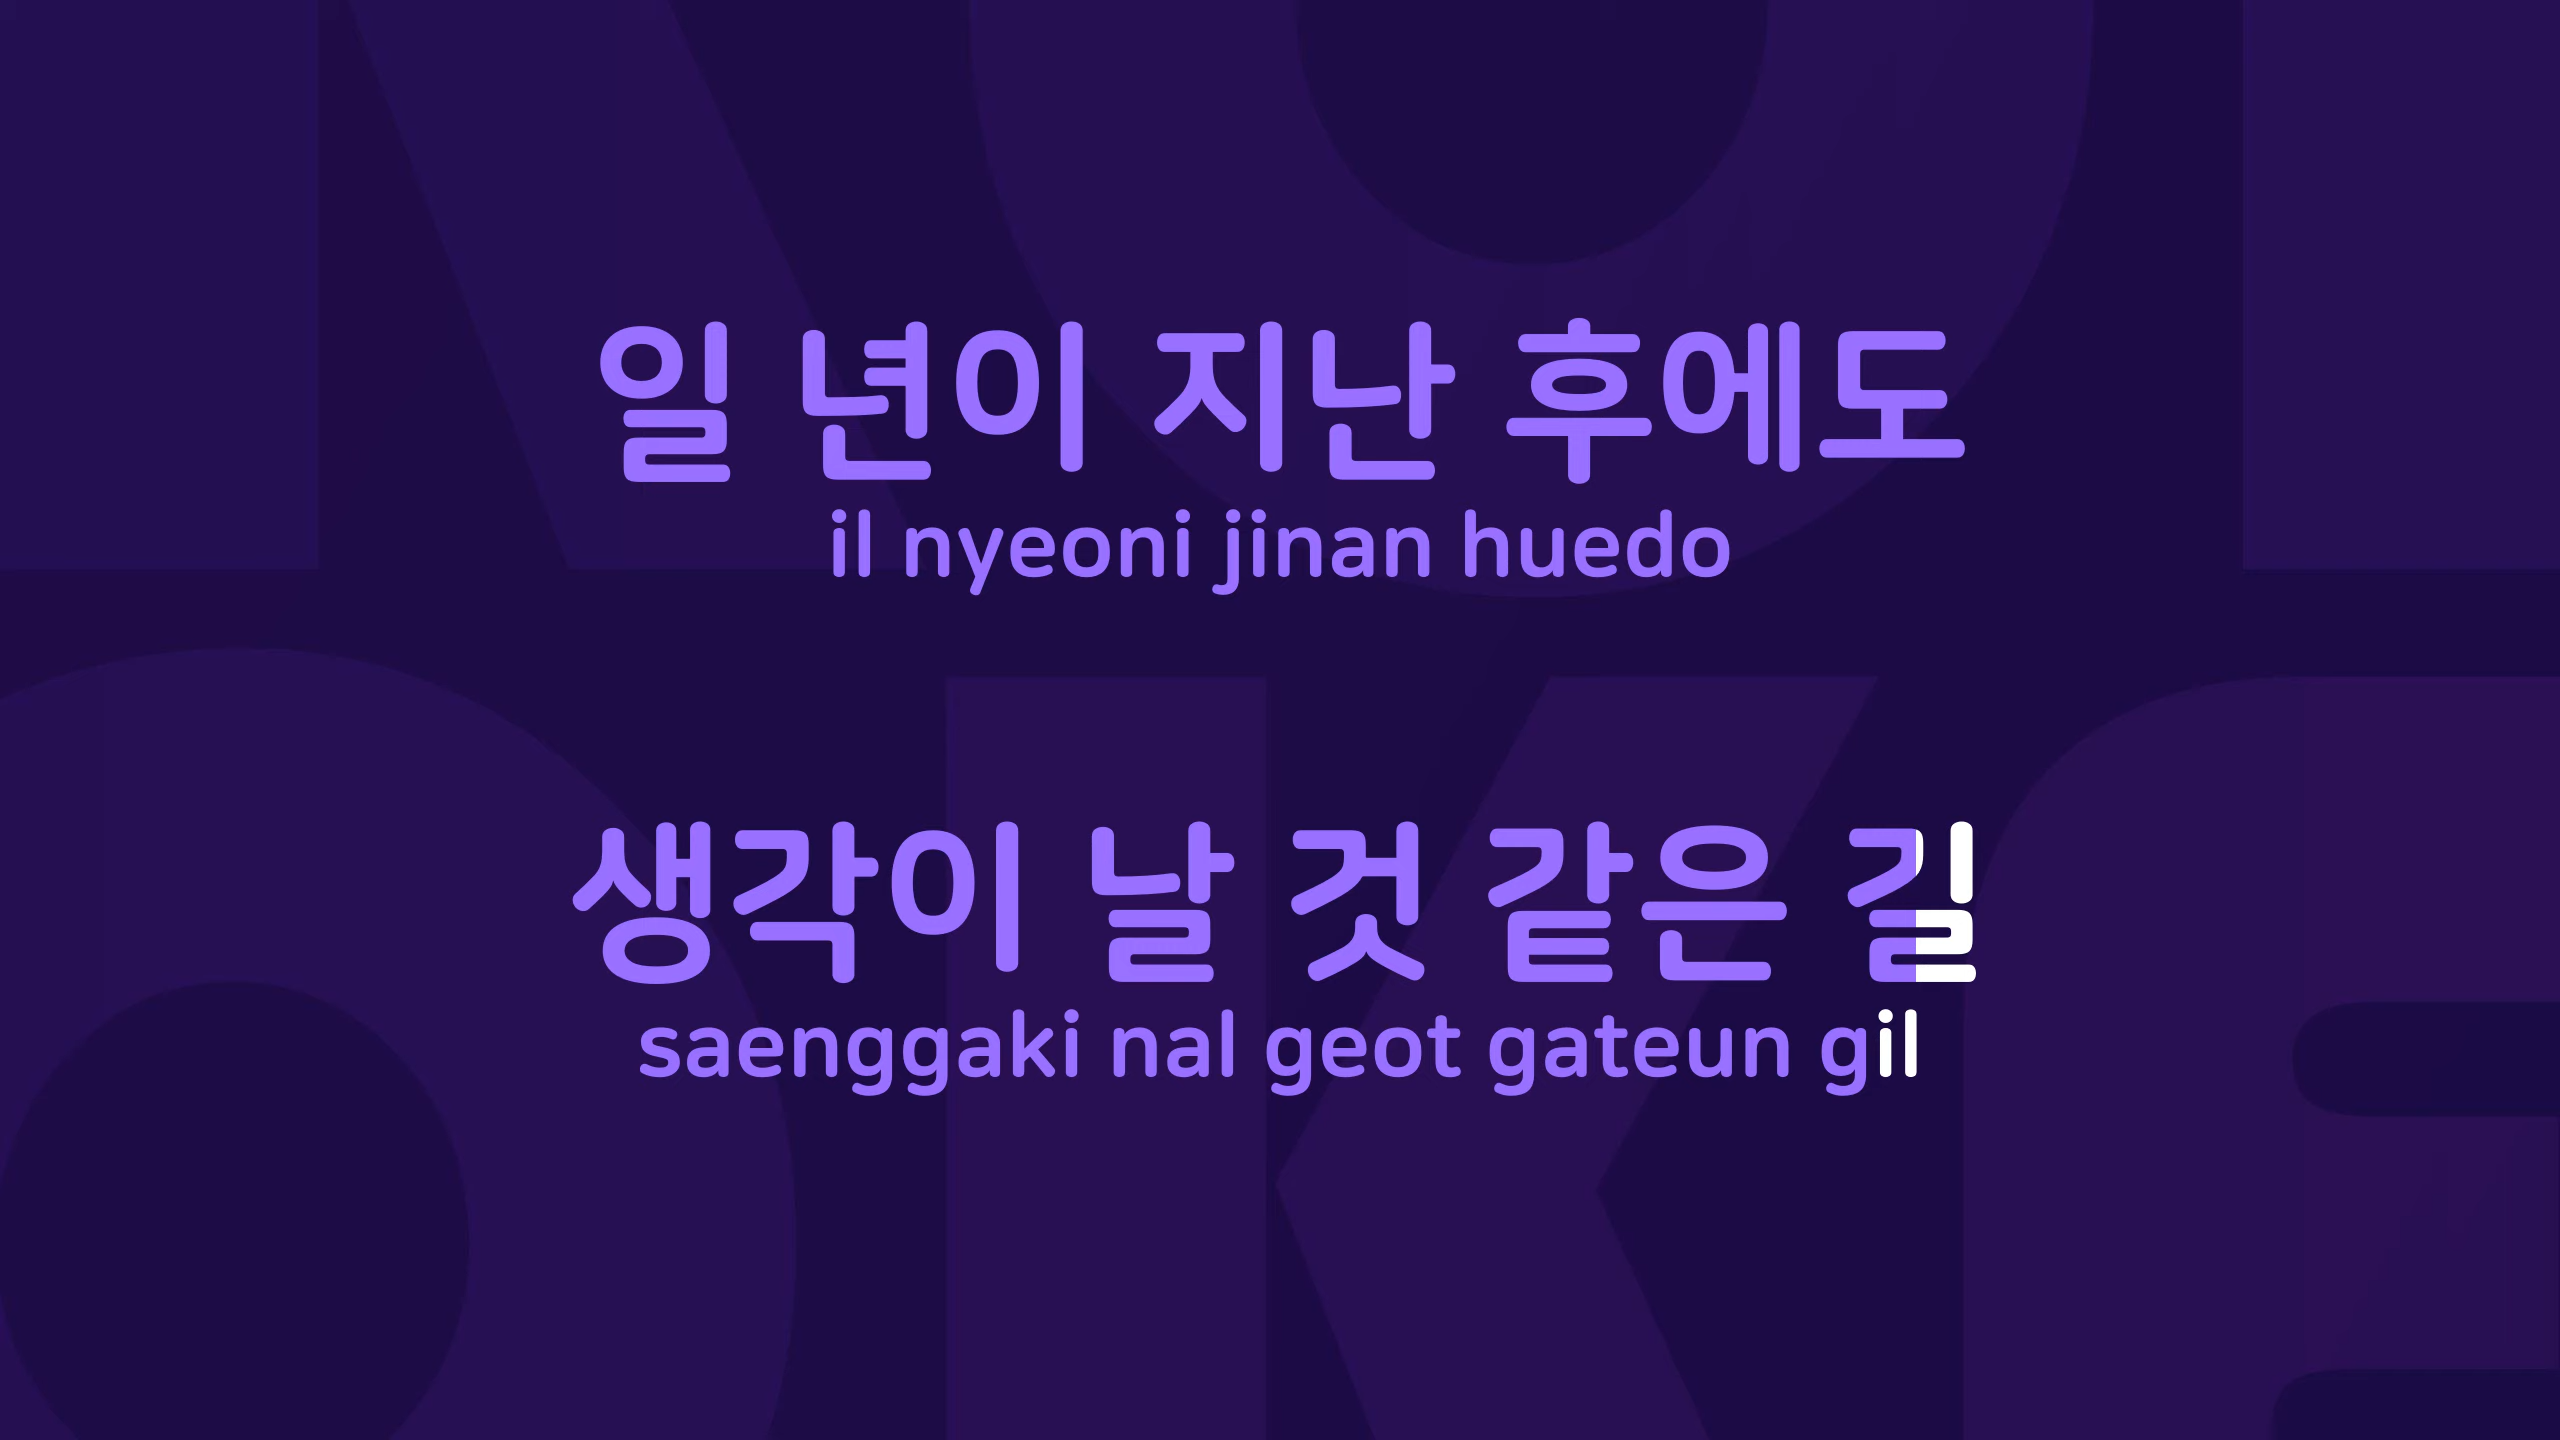 일 년이 지난 후에도
il nyeoni jinan huedo
생각이 날 것 같은 길
saenggaki nal geot gateun gil